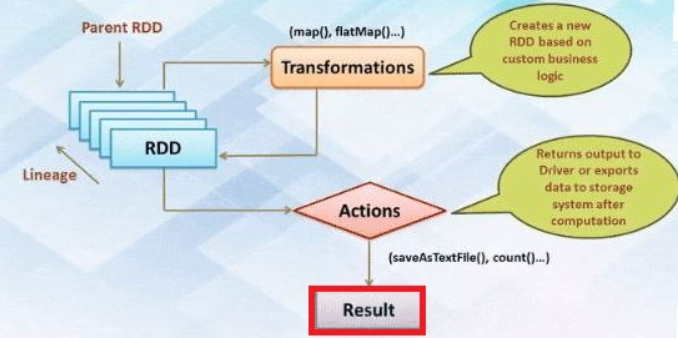 Parent RDD
(map(), flatMap()...)
Transformations
Creates a new
RDD based on
custom business
logic
RDD
Lineage
Returns output to
Driver or exports
data to storage
system after
computation
Actions
(saveAsTextFile(), count()...)
Result